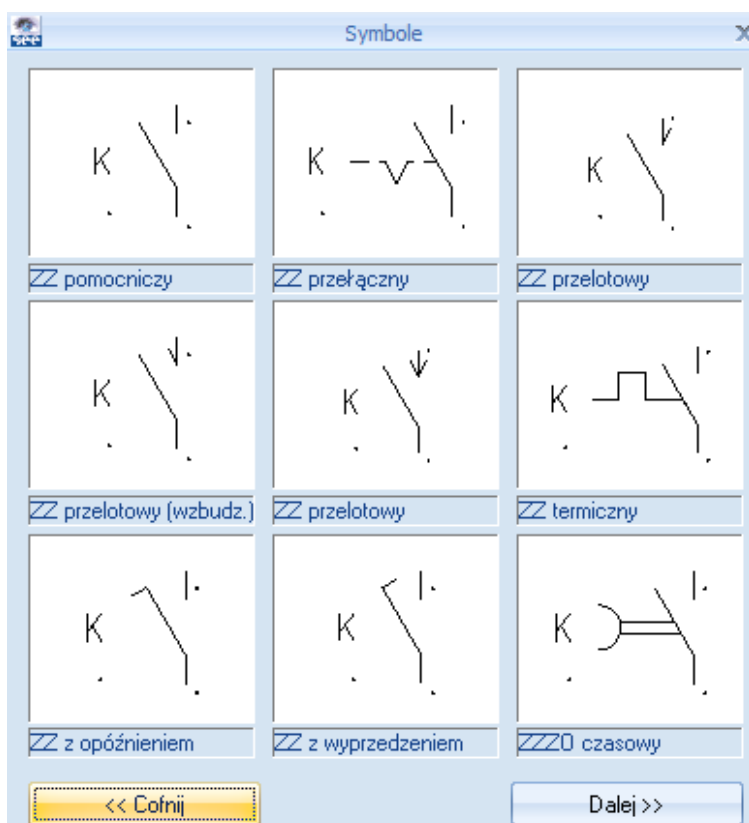 see
Symbole
K
K
K
ZZ pomocniczy
ZZ przełączny
ZZ przelotowy
K
K
K
ZZ przelotowy (wzbudz.)
ZZ przelotowy
ZZ termiczny
K
K
K
ZZ z opóźnieniem
ZZ z wyprzedzeniem
ZZZO czasowy
<< Cofnij
Dalej >>